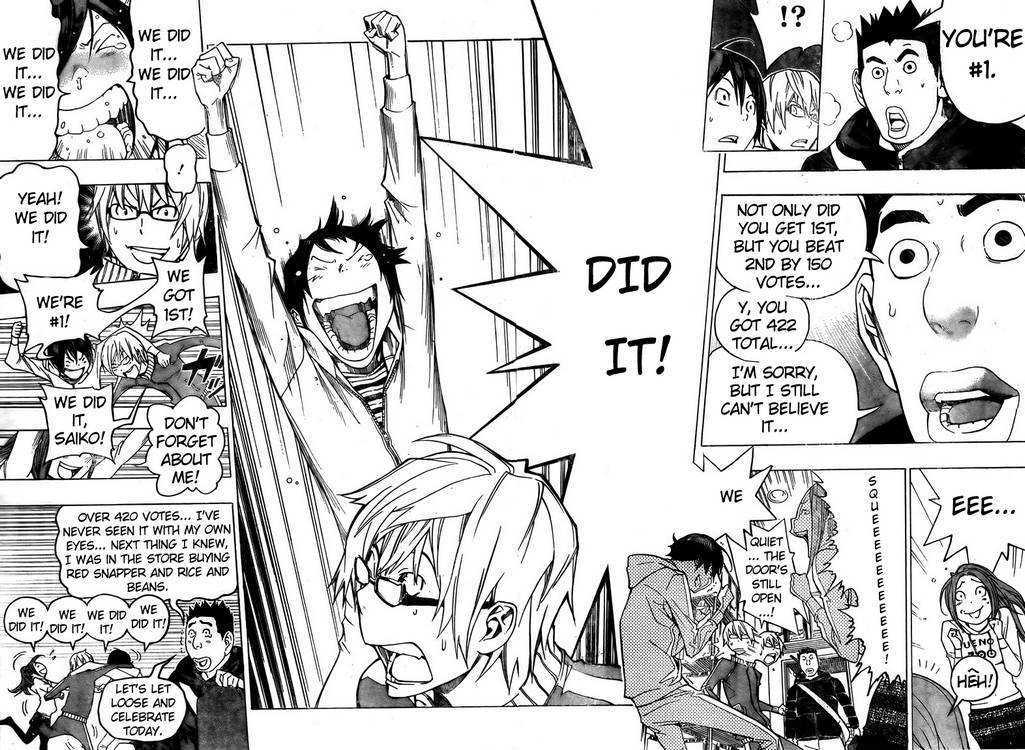 YOU'RE
#1.
!?
NOT ONLY DID
YOU GET 1ST,
BUT YOU BEAT
2ND BY 150
VOTES...
Y, YOU
GOT 422
TOTAL...
I'M SORRY,
BUT I STILL
CAN'T BELIEVE
IT...
EEE...
UENO
HÊH!
SQUEEEEEEEEEEEE!
QUIET
... THE
DOOR'S
STILL
OPEN
...!
WE
DID
IT!
WE DID
IT...
WE DID
IT...
WE DID
IT...
WE DID
IT...
!
YEAH!
WE DID
IT!
WE
GOT
1ST!
WE'RE
#1!
WE DID
IT,
SAIKO!
DON'T
FORGET
ABOUT
ME!
OVER 420 VOTES... I'VE
NEVER SEEN IT WITH MY OWN
EYES... NEXT THING I KNEW,
I WAS IN THE STORE BUYING
RED SNAPPER AND RICE AND
BEANS.
WE
DID IT!
WE DID
IT!
WE
DID IT!
WE
DID IT!
LET'S LET
LOOSE AND
CELEBRATE
TODAY.